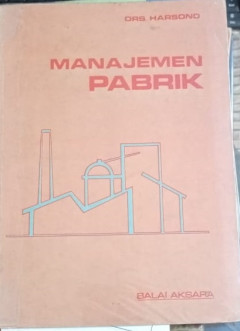 DRS. HARSONO
MANAJEMEN
PABRIK
BALAI AKSARA